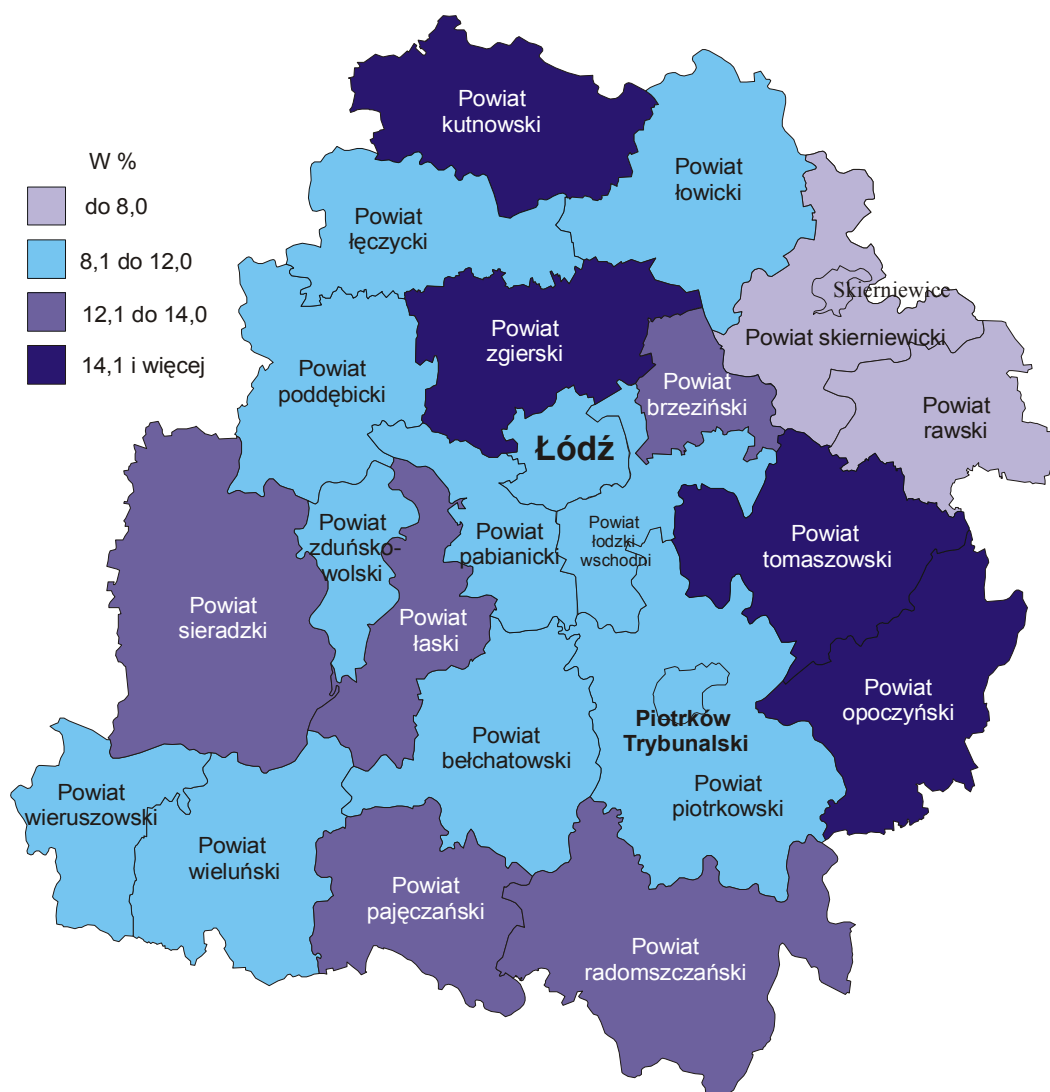 W %
do 8,0
8,1 do 12,0
12,1 do 14,0
14,1 i więcej
Powiat
kutnowski
Powiat
łowicki
Powiat
łęczycki
Skierniewice
Powiat skierniewicki
Powiat
zgierski
Powiat
poddębicki
Powiat
brzeziński
Powiat
rawski
Łódź
Powiat
zduńsko-
wolski
Powiat
pabianicki
Powiat
łodzki
wschodni
Powiat
tomaszowski
Powiat
sieradzki
Powiat
łaski
Powiat
opoczyński
Piotrków
Trybunalski
Powiat
bełchatowski
Powiat
piotrkowski
Powiat
wieruszowski
Powiat
wieluński
Powiat
pajęczański
Powiat
radomszczański